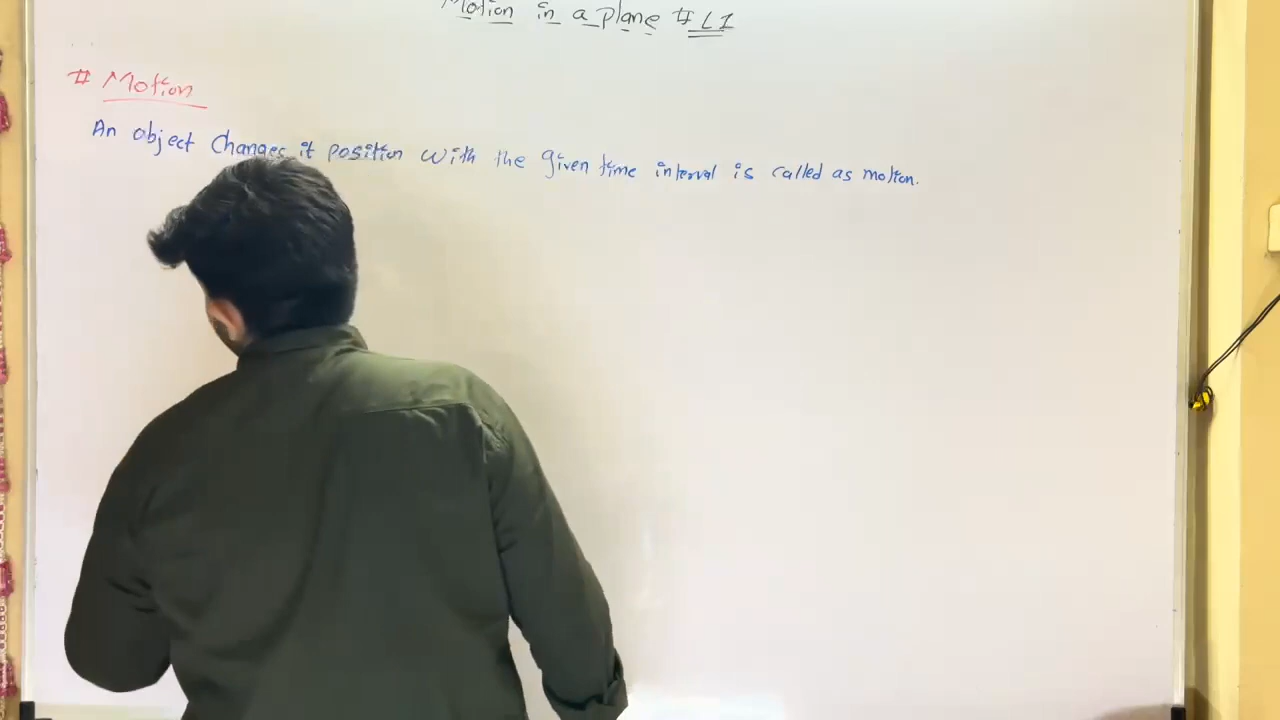 Motion in a plane # L1
# Motion
An object changes it position with the given time interval is called as motion.